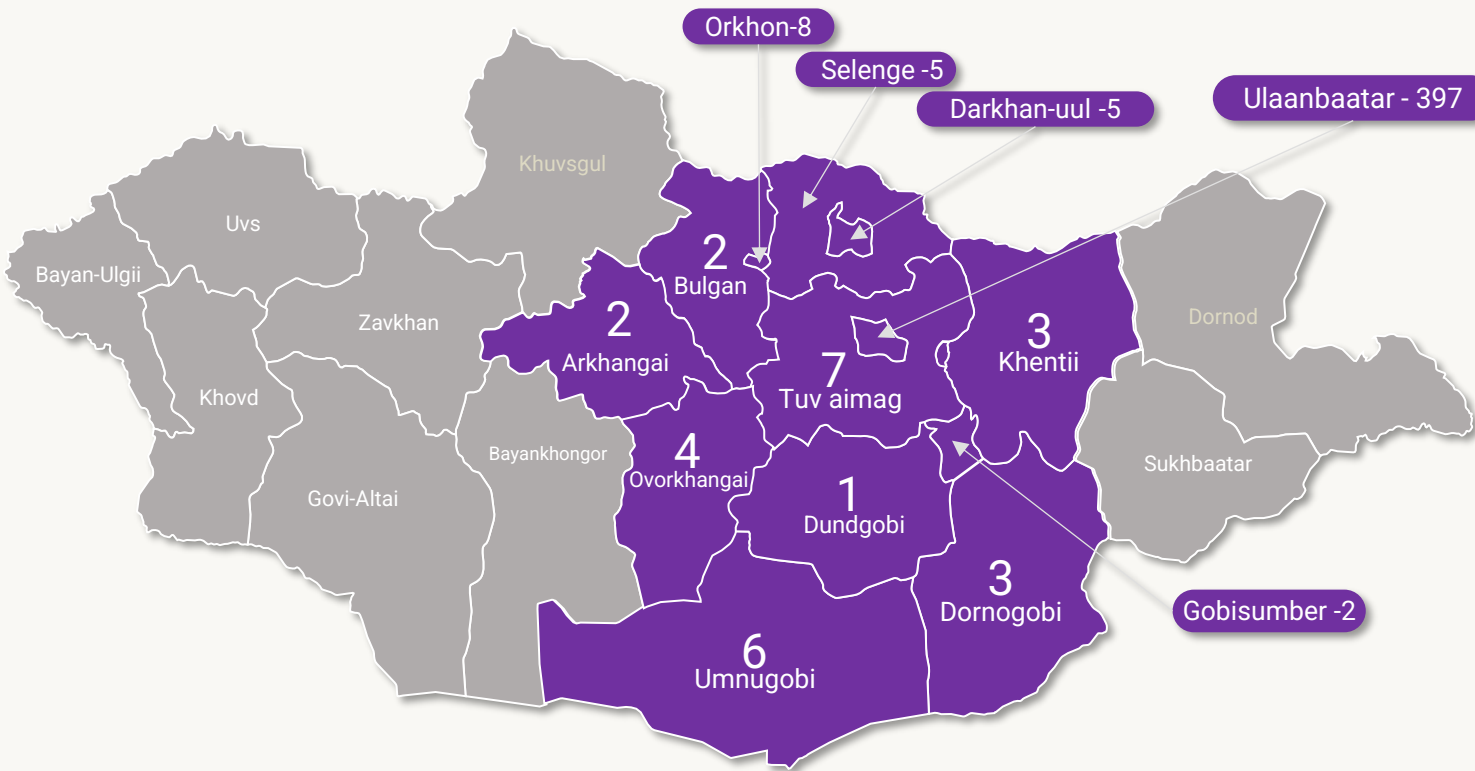 Orkhon-8
Selenge -5
Ulaanbaatar - 397
Darkhan-uul -5
Khuvsgul
Uvs
Bayan-Ulgii
2
Bulgan
Zavkhan
2
Arkhangai
3
Khentii
Dornod
7
Tuv aimag
Khovd
4
Ovorkhangai
Bayankhongor
Sukhbaatar
Govi-Altai
1
Dundgobi
3
Dornogobi
Gobisumber -2
6
Umnugobi